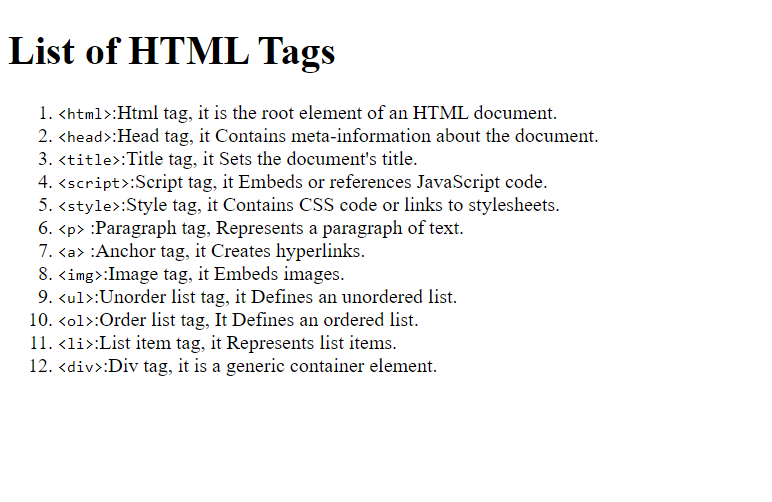 List of HTML Tags
1. <html>:Html tag, it is the root element of an HTML document.
2. <head>:Head tag, it Contains meta-information about the document.
3. <title>:Title tag, it Sets the document's title.
4. <script>:Script tag, it Embeds or references JavaScript code.
5. <style>:Style tag, it Contains CSS code or links to stylesheets.
6. <p> :Paragraph tag, Represents a paragraph of text.
7. <a> :Anchor tag, it Creates hyperlinks.
8. <img>:Image tag, it Embeds images.
9. <ul>:Unorder list tag, it Defines an unordered list.
10. <ol>:Order list tag, It Defines an ordered list.
11. <li>:List item tag, it Represents list items.
12. <div>:Div tag, it is a generic container element.